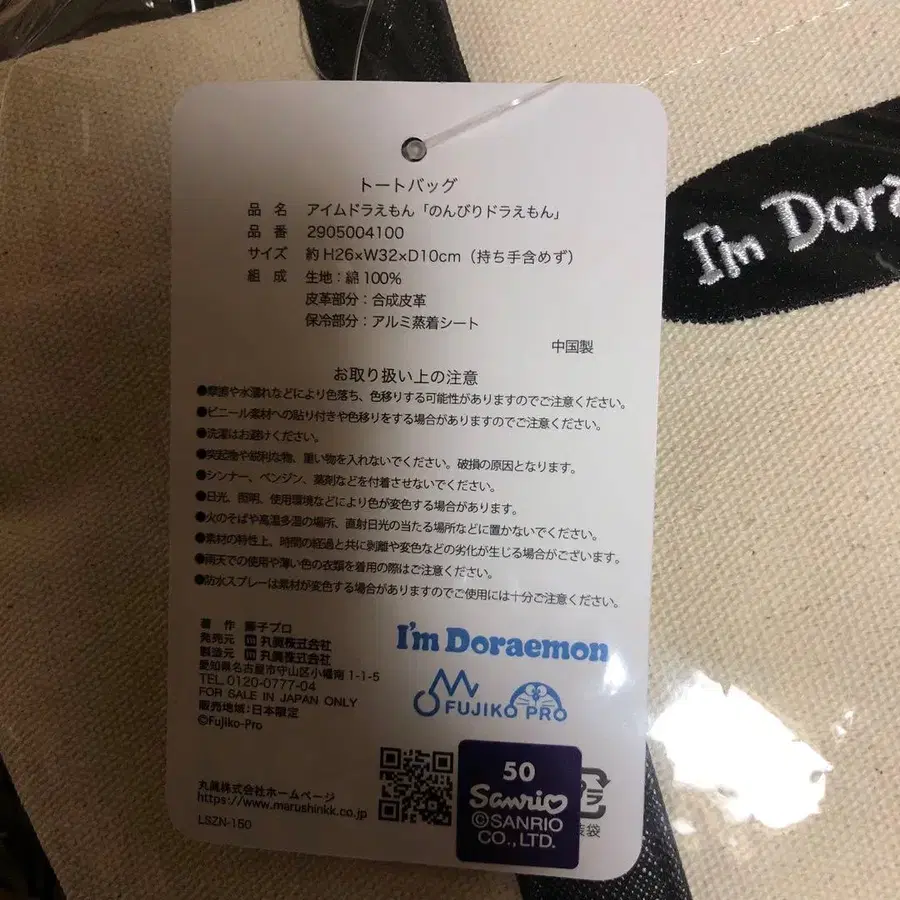 トートバッグ
品 名 アイムドラえもん「のんびりドラえもん」
品 番 2905004100
サイズ 約H26×W32×D10cm（持ち手含めず）
組 成 生地：綿100%
皮革部分：合成皮革
保冷部分：アルミ蒸着シート
中国製
お取り扱い上の注意
●摩擦や水濡れなどにより色落ち、色移りする可能性がありますのでご注意ください。
●ビニール素材への貼り付きや色移りをする場合がありますのでご注意ください。
●洗濯はお避けください。
●突起物や鋭利な物、重い物を入れないでください。破損の原因となります。
●シンナー、ベンジン、薬剤などを付着させないでください。
●日光、照明、使用環境などにより色が変色する場合があります。
●火のそばや高温多湿の場所、直射日光の当たる場所などに置かないでください。
●素材の特性上、時間の経過と共に剥離や変色などの劣化が生じる場合がございます。
●雨天での使用や薄い色の衣類を着用の際はご注意ください。
●防水スプレーは素材が変色する場合がありますのでご使用には十分ご注意ください。
著 作 藤子プロ
発売元 m 丸眞株式会社
製造元 m 丸眞株式会社
愛知県名古屋市守山区小幡南1-1-5
TEL.0120-0777-04
FOR SALE IN JAPAN ONLY
販売地域:日本限定
©Fujiko-Pro
I'm Doraemon
FUJIKO PRO
丸眞株式会社ホームページ
https://www.marushinkk.co.jp
LSZN-150
50
Sanrio
©SANRIO
CO.,LTD.
プラ
袋
I'm Dora